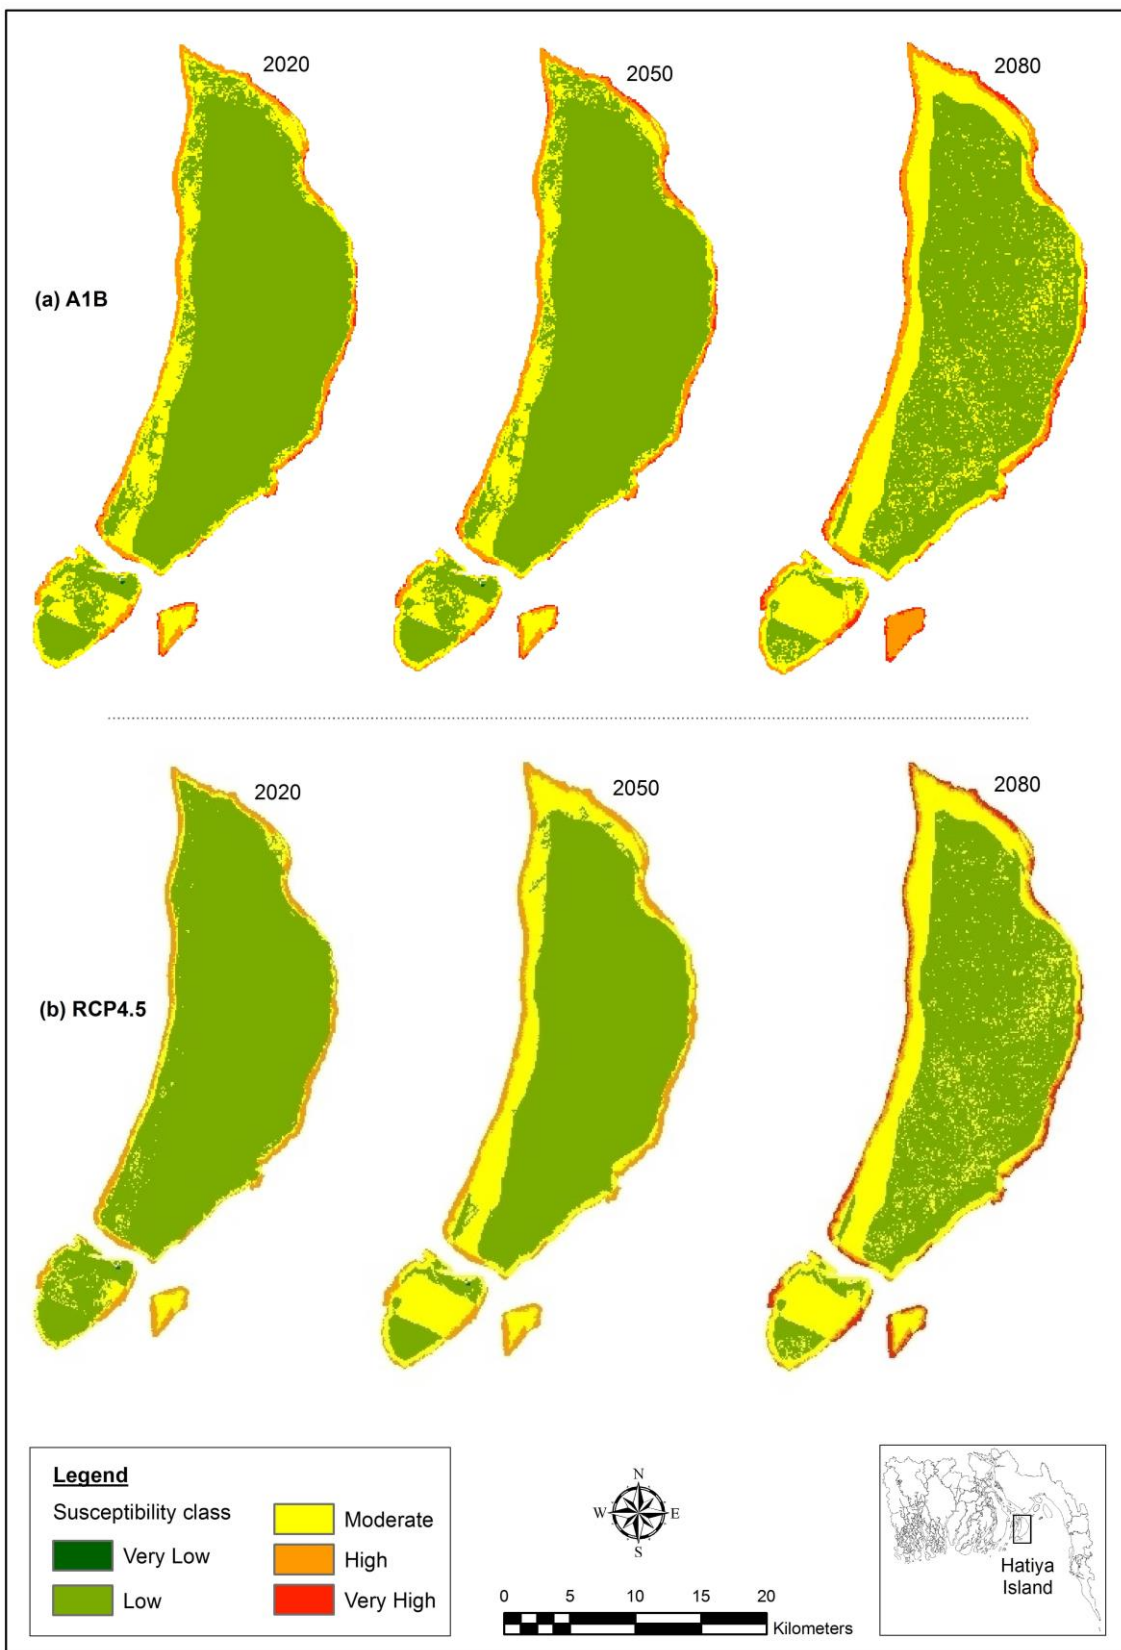 2020
2050
2080
(a) A1B
2020
2050
2080
(b) RCP4.5
Legend
Susceptibility class
Very Low
Low
Moderate
High
Very High
N
W
E
S
0
5
10
15
20
Kilometers
Hatiya
Island